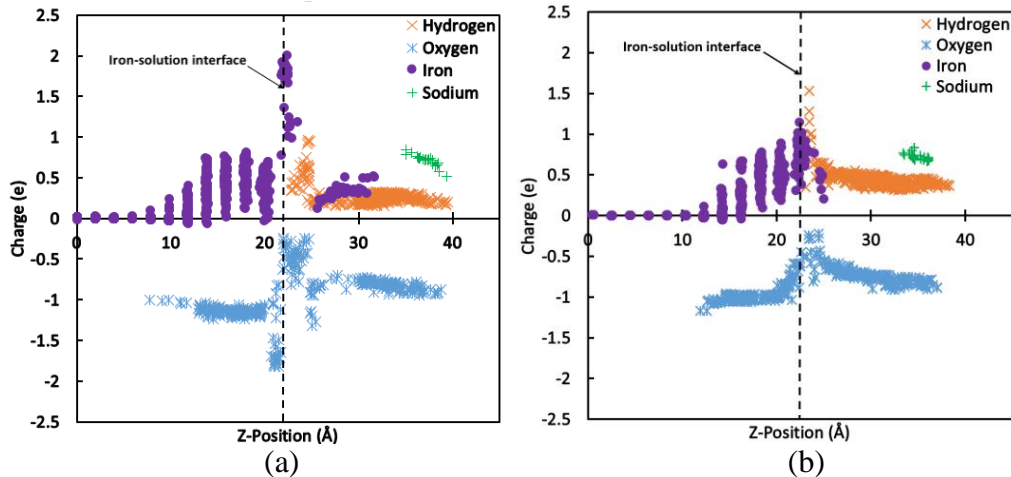 2.5
2
1.5
1
0.5
0
-0.5
-1
-1.5
-2
-2.5
0
10
20
30
40
Charge (e)
Z-Position (Å)
Iron-solution interface
Hydrogen
Oxygen
Iron
Sodium
(a)
2.5
2
1.5
1
0.5
0
-0.5
-1
-1.5
-2
-2.5
0
10
20
30
40
Charge (e)
Z-Position (Å)
Iron-solution interface
Hydrogen
Oxygen
Iron
Sodium
(b)